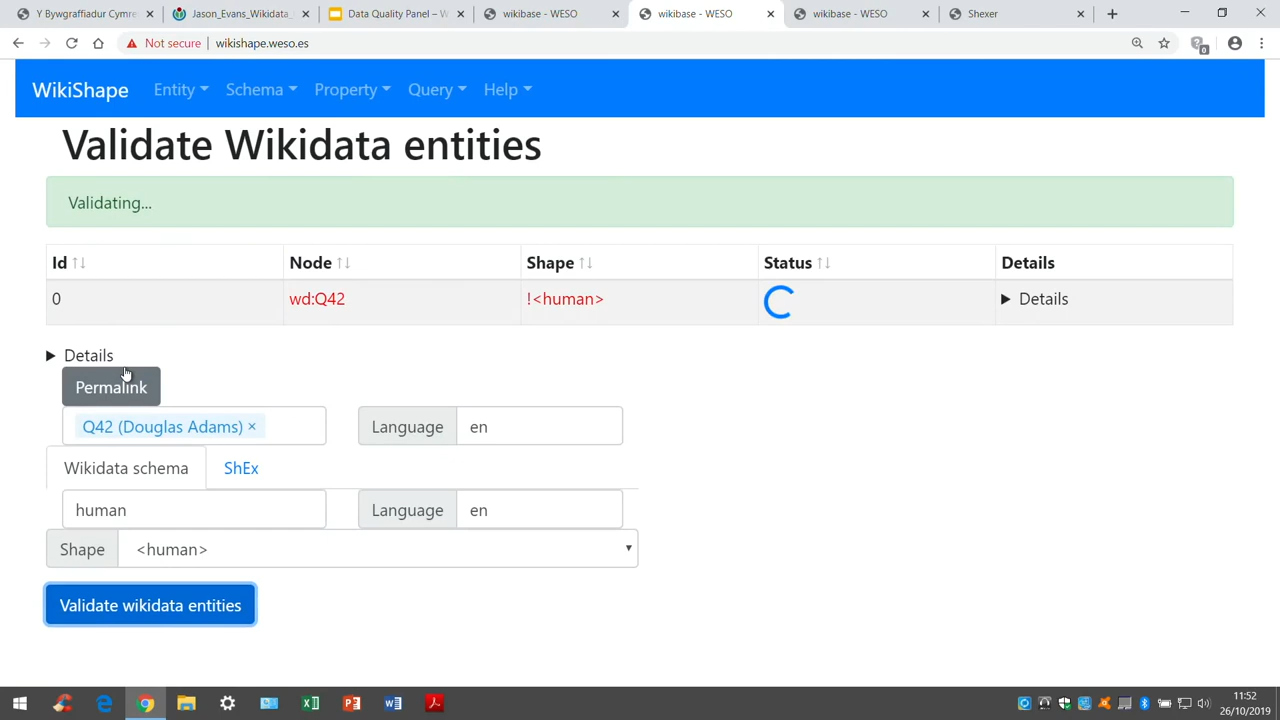 Y Bywgraffiadur Cymre
Jason_Evans_Wikidata_
Data Quality Panel – W
wikibase - WESO
wikibase - WESO
wikibase - WESO
Shexer
Not secure
wikishape.weso.es
0
WikiShape
Entity
Schema
Property
Query
Help
Validate Wikidata entities
Validating...
Id Node Shape Status Details
0 wd:Q42 !<human> Details
Details
Permalink
Q42 (Douglas Adams) × Language en
Wikidata schema ShEx
human Language en
Shape <human>
Validate wikidata entities
11:52
26/10/2019